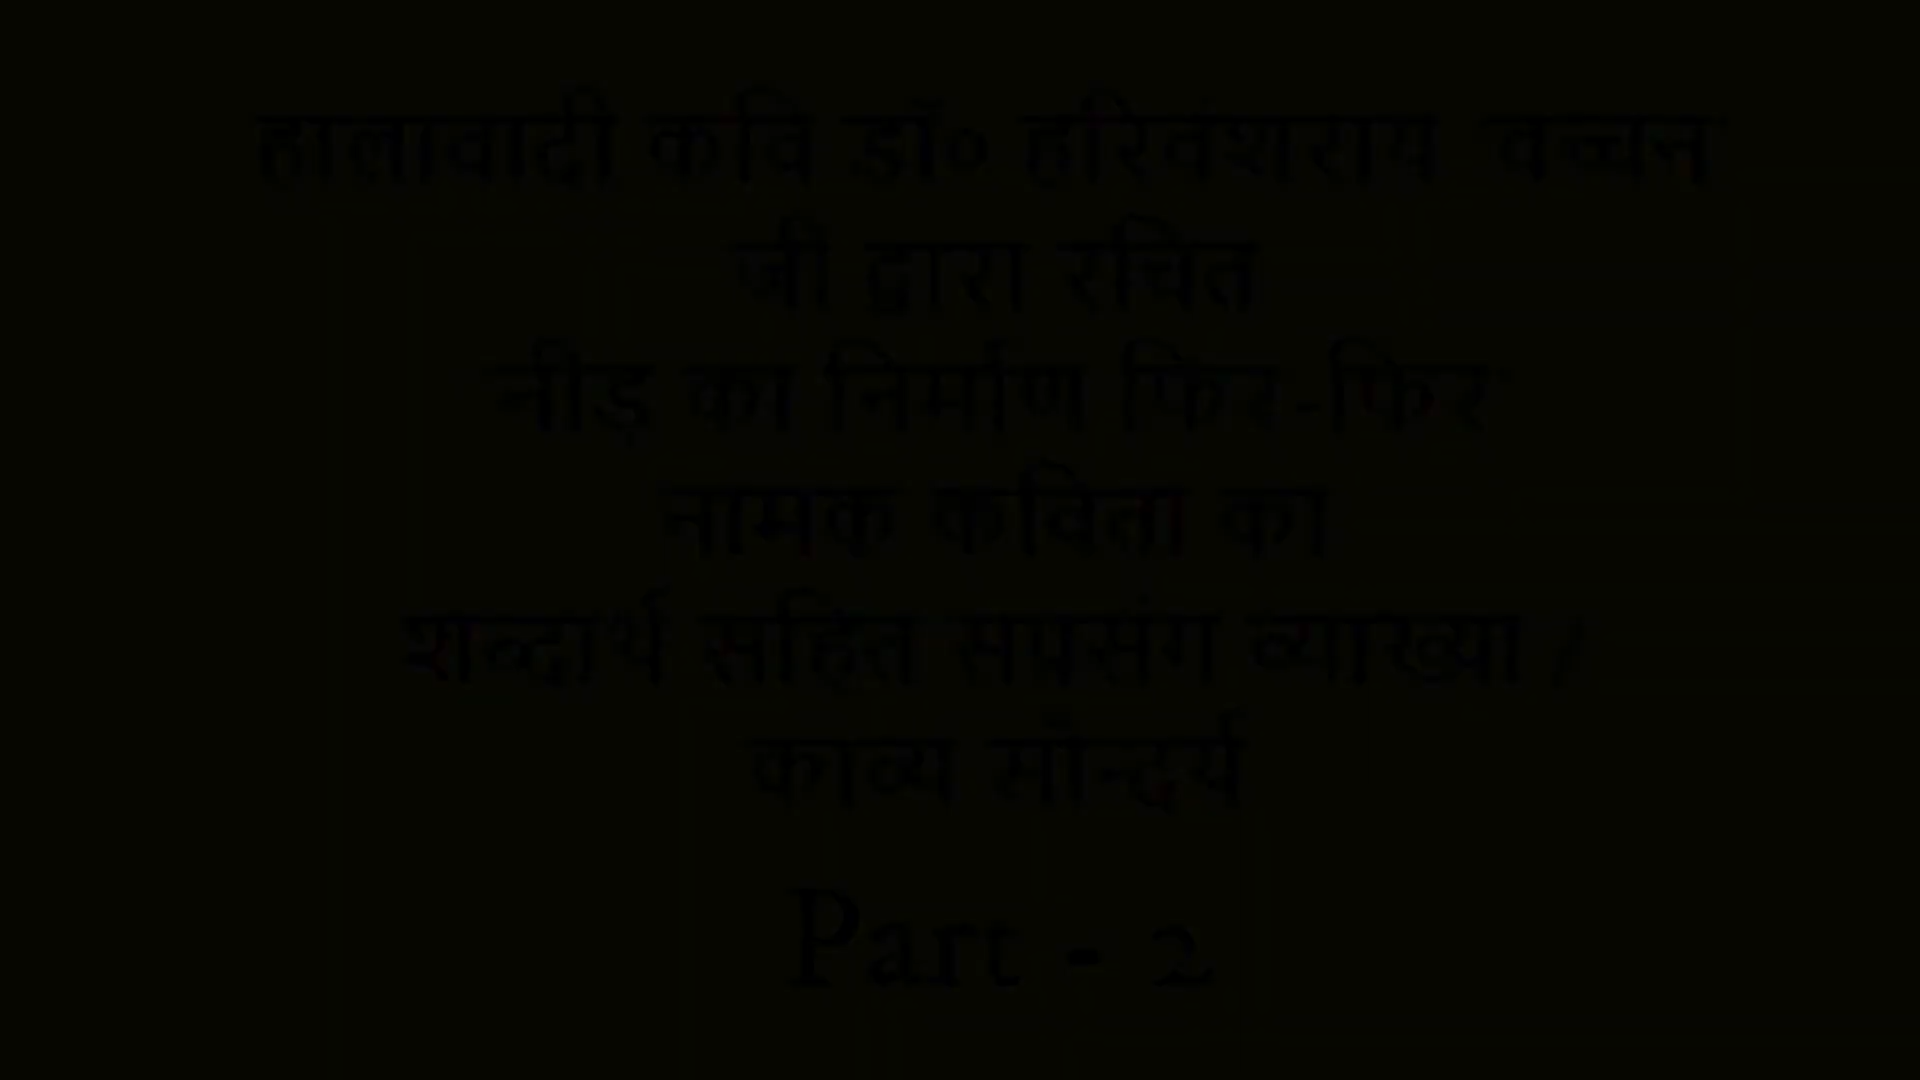 हालावादी कवि डॉ० हरिवंशराय बच्चन
जी द्वारा रचित
नीड़ का निर्माण फिर-फिर
नामक कविता का
शब्दार्थ सहित सप्रसंग व्याख्या /
काव्य सौन्दर्य
Part - 2